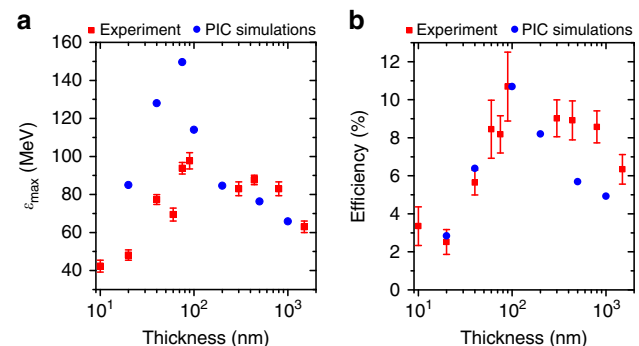 a
Experiment
PIC simulations
160
140
120
100
80
60
40
ε_max (MeV)
10^1
10^2
10^3
Thickness (nm)
b
Experiment
PIC simulations
12
10
8
6
4
2
0
Efficiency (%)
10^1
10^2
10^3
Thickness (nm)